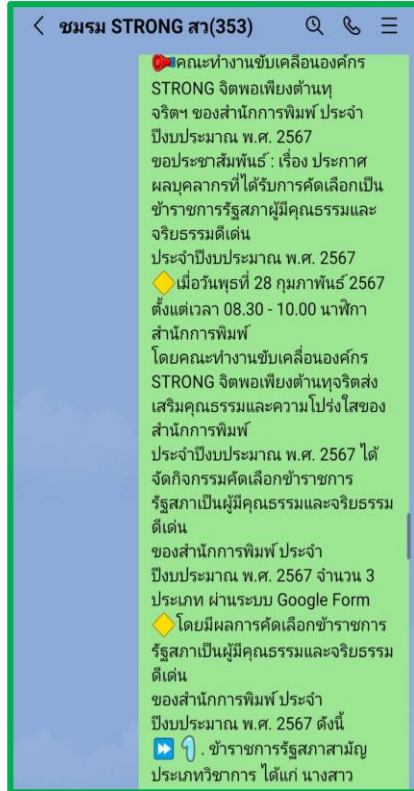 ชมรม STRONG สว(353)
คณะทำงานขับเคลื่อนองค์กร
STRONG จิตพอเพียงต้านทุ
จริตฯ ของสำนักการพิมพ์ ประจำ
ปีงบประมาณ พ.ศ. 2567
ขอประชาสัมพันธ์ : เรื่อง ประกาศ
ผลบุคลากรที่ได้รับการคัดเลือกเป็น
ข้าราชการรัฐสภาผู้มีคุณธรรมและ
จริยธรรมดีเด่น
ประจำปีงบประมาณ พ.ศ. 2567
🔶เมื่อวันพุธที่ 28 กุมภาพันธ์ 2567
ตั้งแต่เวลา 08.30 - 10.00 นาฬิกา
สำนักการพิมพ์
โดยคณะทำงานขับเคลื่อนองค์กร
STRONG จิตพอเพียงต้านทุจริตส่ง
เสริมคุณธรรมและความโปร่งใสของ
สำนักการพิมพ์
ประจำปีงบประมาณ พ.ศ. 2567 ได้
จัดกิจกรรมคัดเลือกข้าราชการ
รัฐสภาเป็นผู้มีคุณธรรมและจริยธรรม
ดีเด่น
ของสำนักการพิมพ์ ประจำ
ปีงบประมาณ พ.ศ. 2567 จำนวน 3
ประเภท ผ่านระบบ Google Form
🔶โดยมีผลการคัดเลือกข้าราชการ
รัฐสภาเป็นผู้มีคุณธรรมและจริยธรรม
ดีเด่น
ของสำนักการพิมพ์ ประจำ
ปีงบประมาณ พ.ศ. 2567 ดังนี้
⏩ 1 . ข้าราชการรัฐสภาสามัญ
ประเภทวิชาการ ได้แก่ นางสาว